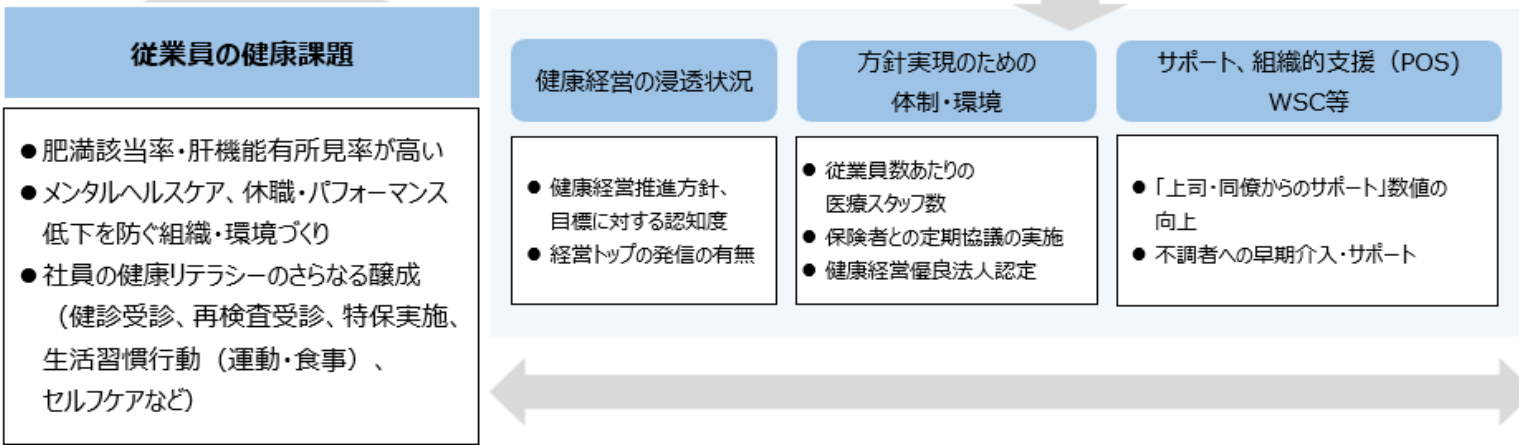 従業員の健康課題
●肥満該当率・肝機能有所見率が高い
●メンタルヘルスケア、休職・パフォーマンス
低下を防ぐ組織・環境づくり
●社員の健康リテラシーのさらなる醸成
（健診受診、再検査受診、特保実施、
生活習慣行動（運動・食事）、
セルフケアなど）
健康経営の浸透状況
● 健康経営推進方針、
目標に対する認知度
● 経営トップの発信の有無
方針実現のための
体制・環境
● 従業員数あたりの
医療スタッフ数
● 保険者との定期協議の実施
● 健康経営優良法人認定
サポート、組織的支援（POS）
WSC等
● 「上司・同僚からのサポート」数値の
向上
● 不調者への早期介入・サポート